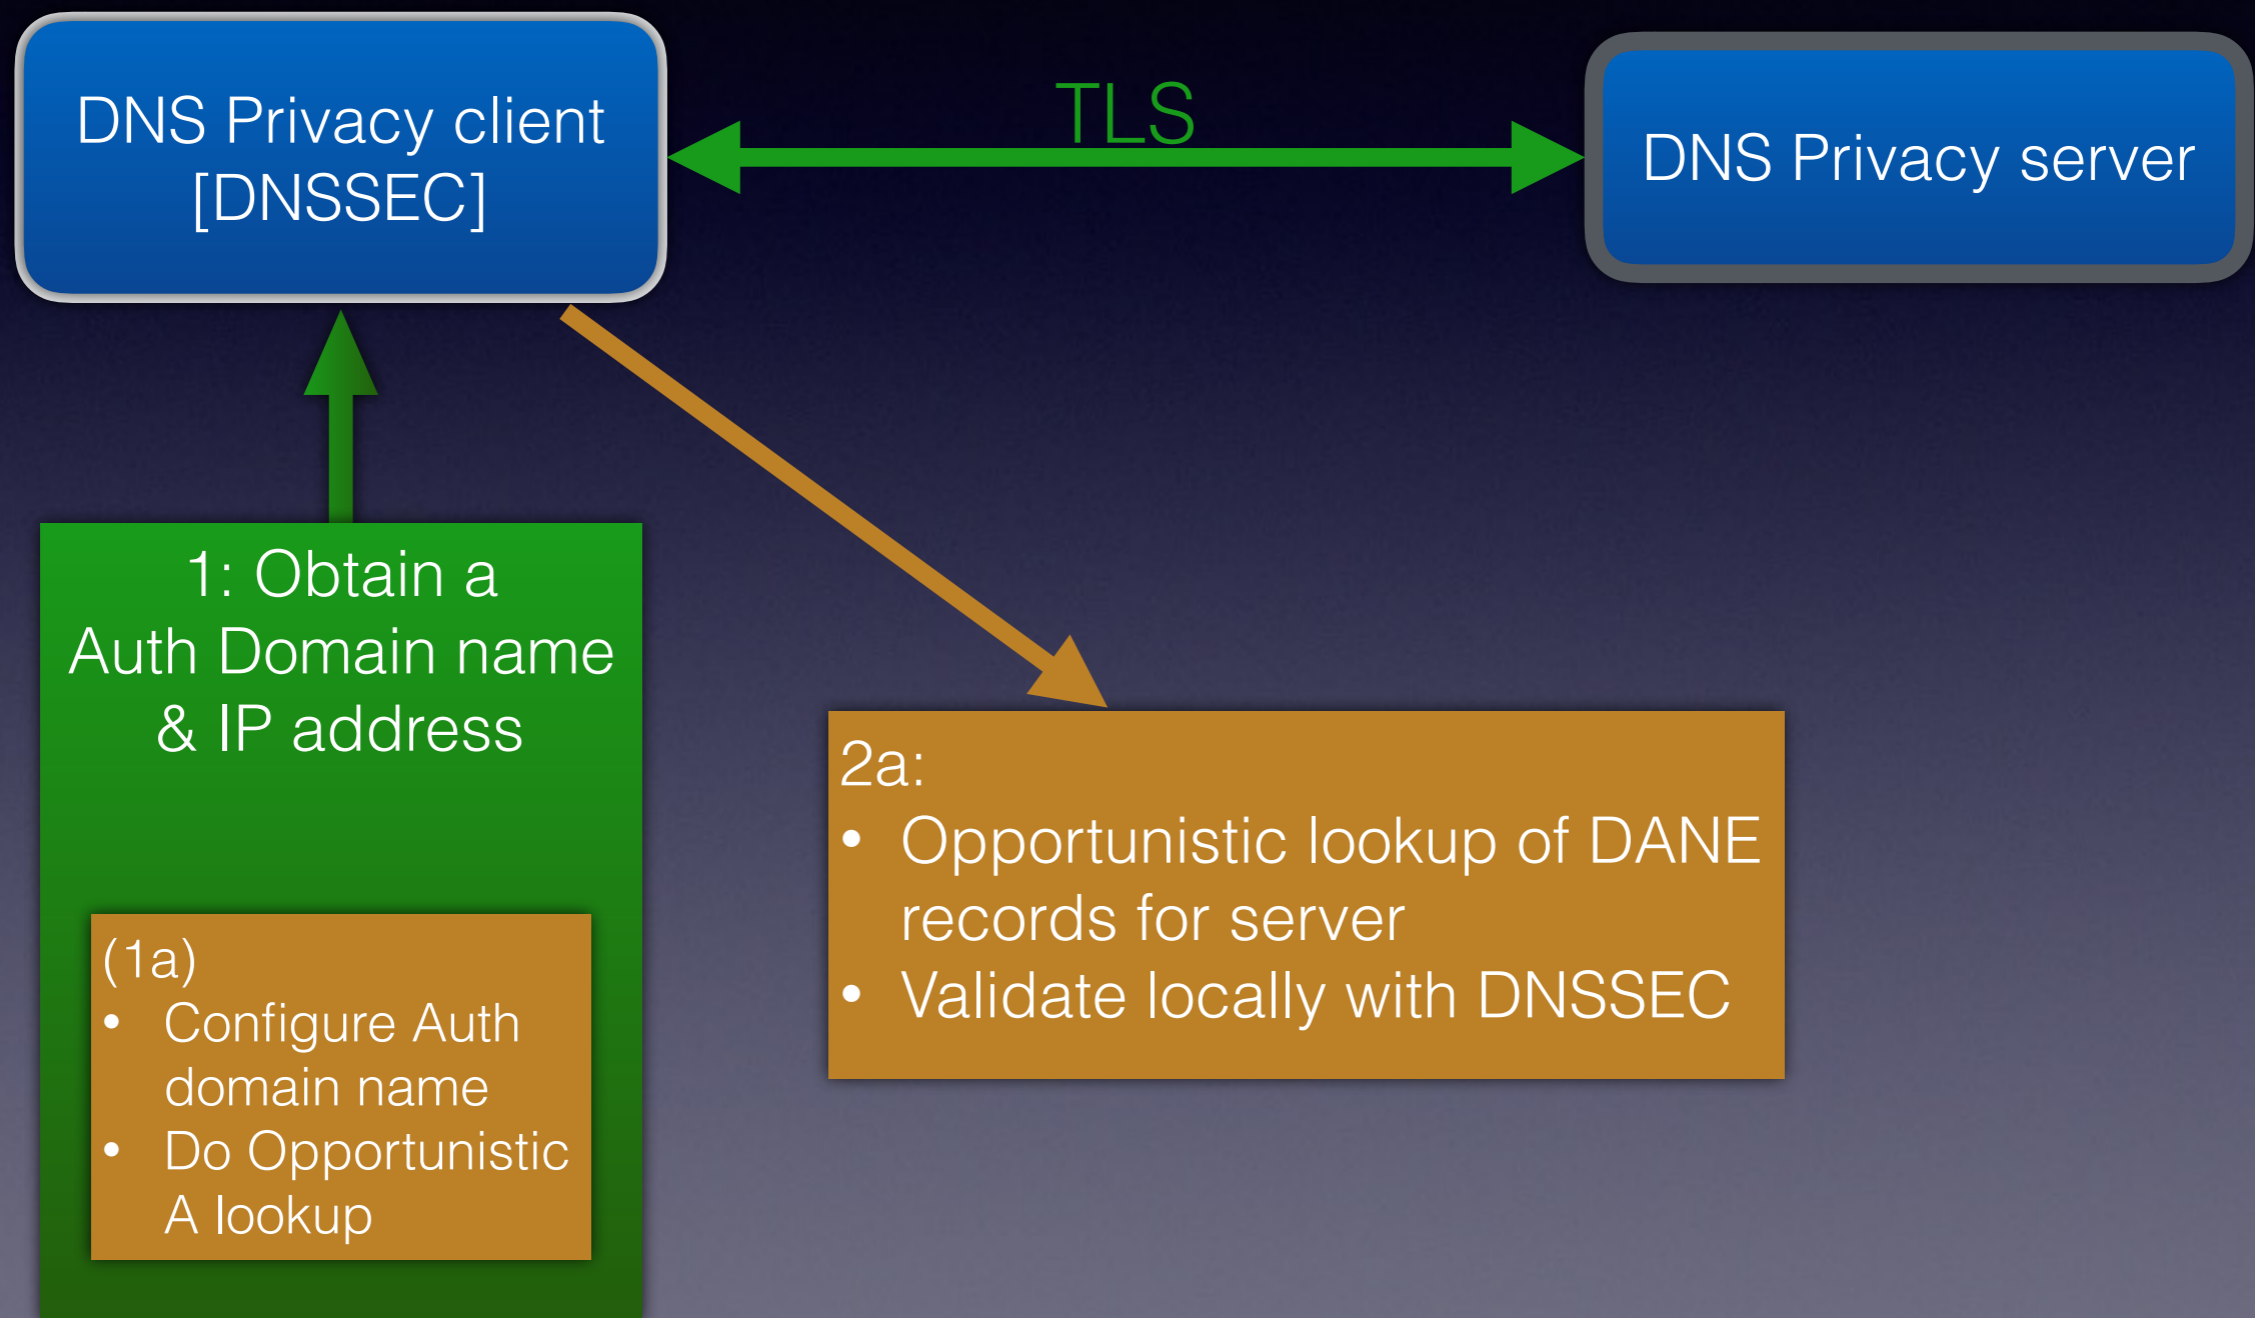 DNS Privacy client
[DNSSEC]
TLS
DNS Privacy server
1: Obtain a
Auth Domain name
& IP address
(1a)
• Configure Auth
domain name
• Do Opportunistic
A lookup
2a:
• Opportunistic lookup of DANE
records for server
• Validate locally with DNSSEC